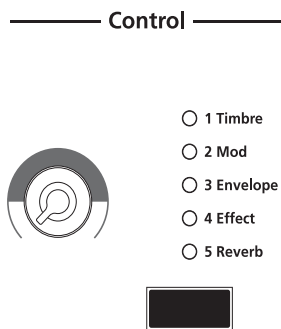 Control
1 Timbre
2 Mod
3 Envelope
4 Effect
5 Reverb